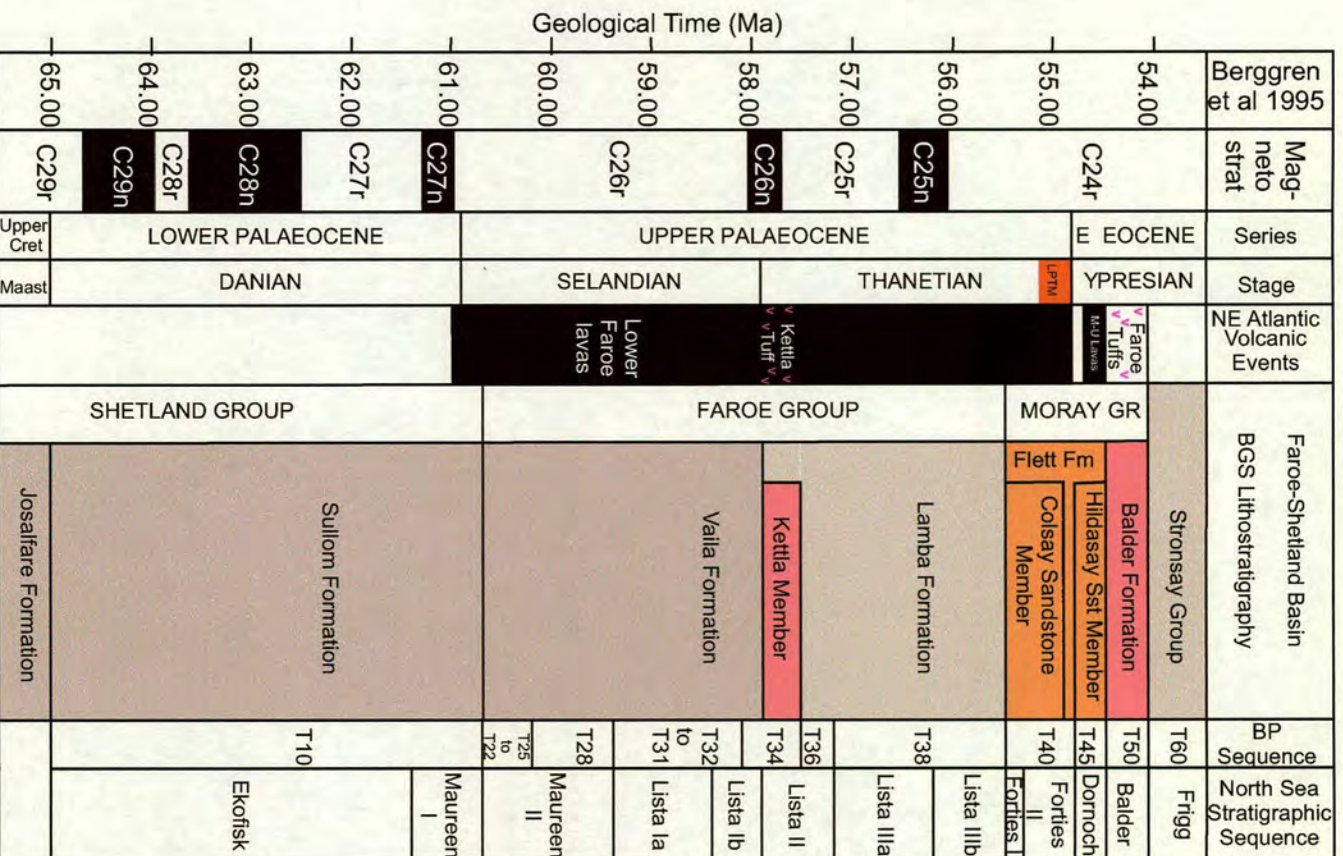 Geological Time (Ma)
65.00
64.00
63.00
62.00
61.00
60.00
59.00
58.00
57.00
56.00
55.00
54.00
Berggren
et al 1995
C29r
C29n
C28r
C28n
C27r
C27n
C26r
C26n
C25r
C25n
C24r
Mag-
neto
strat
Upper
Cret
LOWER PALAEOCENE
UPPER PALAEOCENE
E EOCENE
Series
Maast
DANIAN
SELANDIAN
THANETIAN
LPTM
YPRESIAN
Stage
Lower
Faroe
lavas
v Kettla v
v v Tuff v v
M-U Lavas
v Faroe
v v Tuffs v
NE Atlantic
Volcanic
Events
SHETLAND GROUP
FAROE GROUP
MORAY GR
Faroe-Shetland Basin
BGS Lithostratigraphy
Josalfare Formation
Sullom Formation
Vaila Formation
Kettla Member
Lamba Formation
Flett Fm
Colsay Sandstone
Member
Hildasay Sst Member
Balder Formation
Stronsay Group
T10
T22
to
T25
T28
T31
to
T32
T34
T36
T38
T40
T45
T50
T60
BP
Sequence
Ekofisk
Maureen
I
Maureen
II
Lista Ia
Lista Ib
Lista II
Lista IIIa
Lista IIIb
Forties I
Forties
II
Dornoch
Balder
Frigg
North Sea
Stratigraphic
Sequence